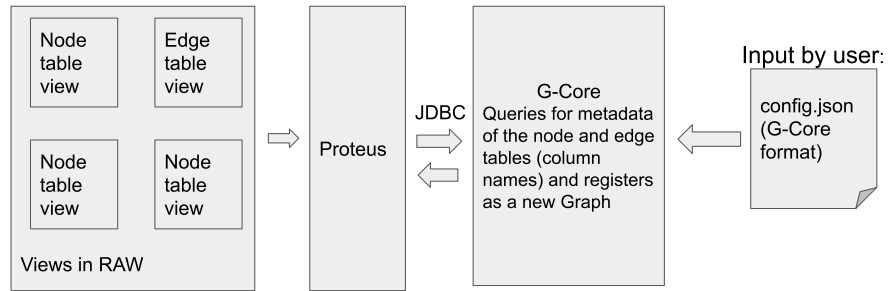 Node
table
view
Edge
table
view
Node
table
view
Node
table
view
Views in RAW
Proteus
JDBC
G-Core
Queries for metadata
of the node and edge
tables (column
names) and registers
as a new Graph
Input by user:
config.json
(G-Core
format)